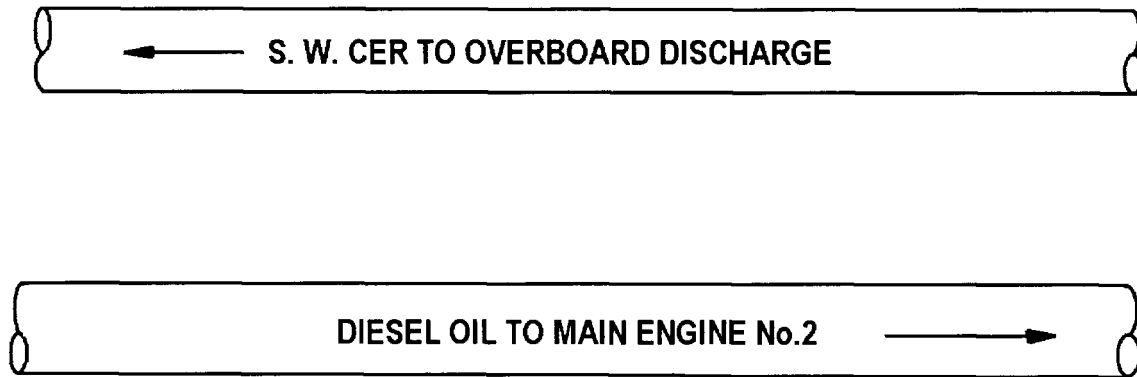 S. W. CER TO OVERBOARD DISCHARGE
DIESEL OIL TO MAIN ENGINE No.2